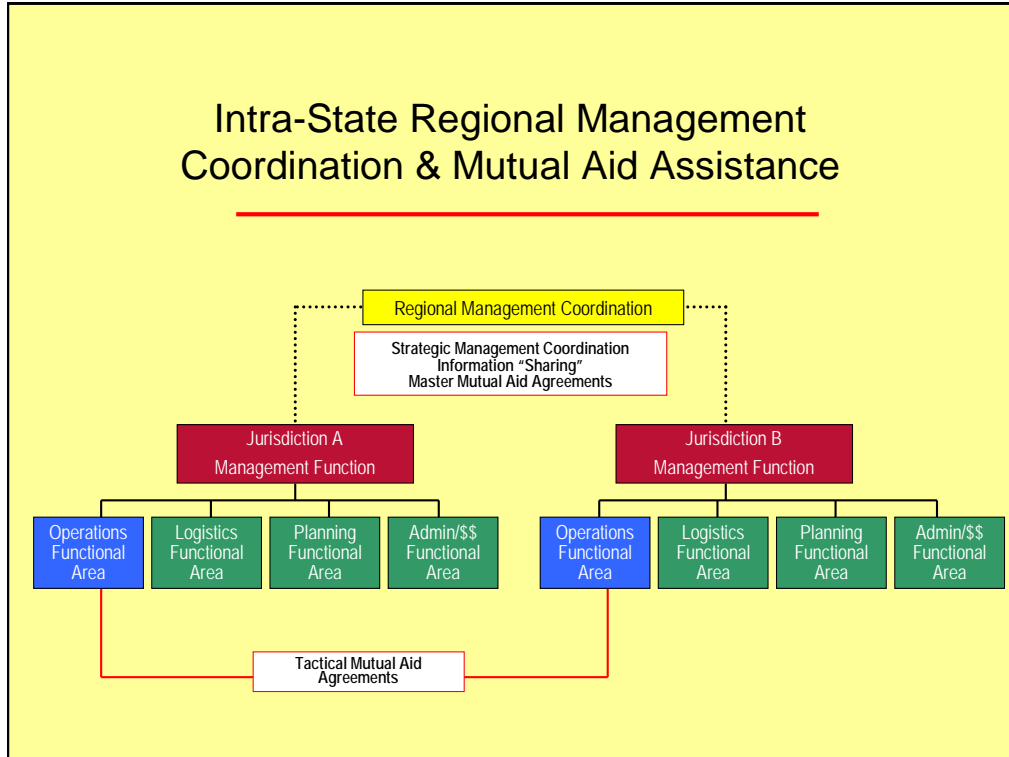 Intra-State Regional Management
Coordination & Mutual Aid Assistance
Regional Management Coordination
Strategic Management Coordination
Information “Sharing”
Master Mutual Aid Agreements
Jurisdiction A
Management Function
Jurisdiction B
Management Function
Operations
Functional
Area
Logistics
Functional
Area
Planning
Functional
Area
Admin/$$
Functional
Area
Operations
Functional
Area
Logistics
Functional
Area
Planning
Functional
Area
Admin/$$
Functional
Area
Tactical Mutual Aid
Agreements